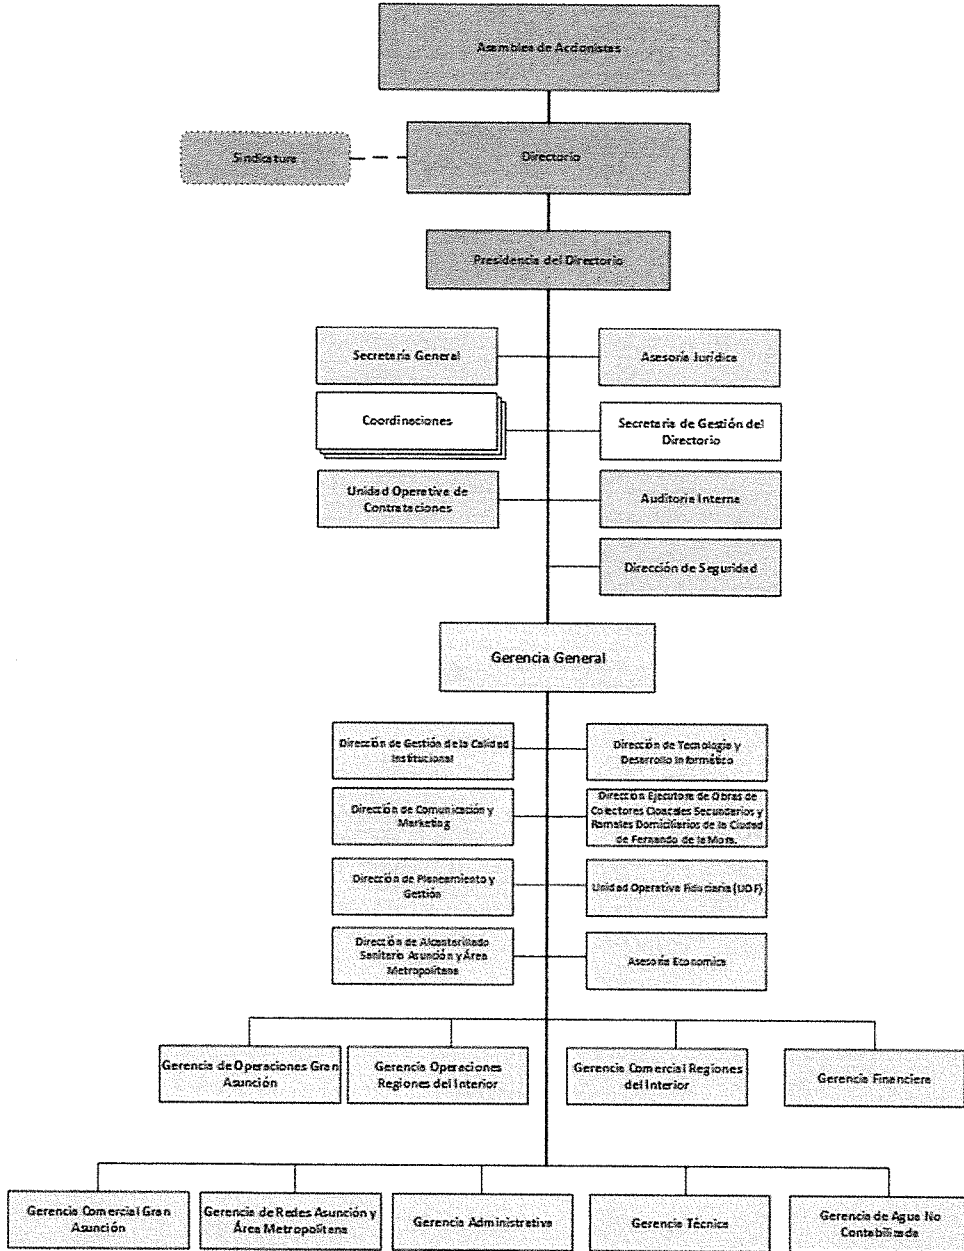 Asamblea de Accionistas
Sindicatura
Directorio
Presidencia del Directorio
Secretaría General
Asesoría Jurídica
Coordinaciones
Secretaría de Gestión del
Directorio
Unidad Operativa de
Contrataciones
Auditoria Interna
Dirección de Seguridad
Gerencia General
Dirección de Gestión de la Calidad
Institucional
Dirección de Tecnología y
Desarrollo Informático
Dirección de Comunicación y
Marketing
Dirección Ejecutora de Obras de
Colectores Cloacales Secundarios y
Ramales Domiciliarios de la Ciudad
de Fernando de la Mora.
Dirección de Planeamiento y
Gestión
Unidad Operativa Fiduciaria (UOF)
Dirección de Alcantarillado
Sanitario Asunción y Área
Metropolitana
Asesoría Economica
Gerencia de Operaciones Gran
Asunción
Gerencia Operaciones
Regiones del Interior
Gerencia Comercial Regiones
del Interior
Gerencia Financiera
Gerencia Comercial Gran
Asunción
Gerencia de Redes Asunción y
Área Metropolitana
Gerencia Administrativa
Gerencia Técnica
Gerencia de Agua No
Contabilizada